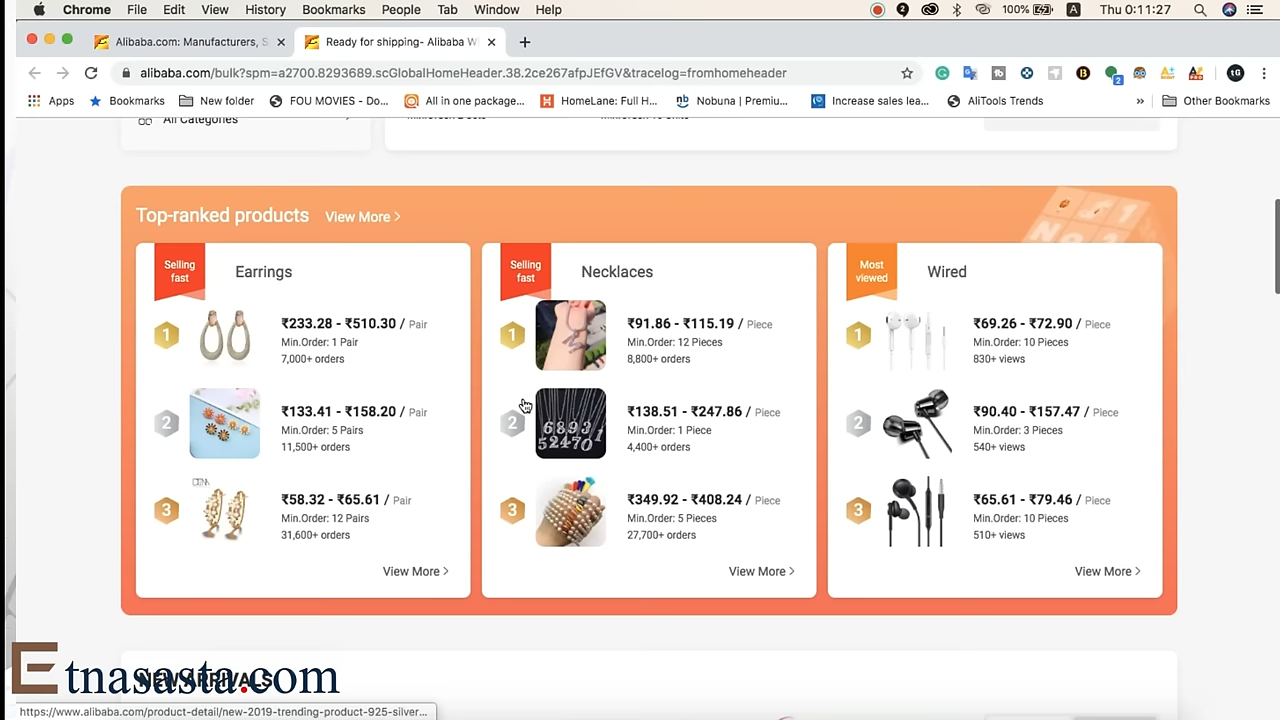 Chrome File Edit View History Bookmarks People Tab Window Help 2 100% A Thu 0:11:27
Alibaba.com: Manufacturers, S Ready for shipping- Alibaba W
alibaba.com/bulk?spm=a2700.8293689.scGlobalHomeHeader.38.2ce267afpJEfGV&tracelog=fromhomeheader
Apps Bookmarks New folder FOU MOVIES - Do... All in one package... HomeLane: Full H... Nobuna | Premiu... Increase sales lea... AliTools Trends » Other Bookmarks
All Categories
Top-ranked products View More >
Selling fast Earrings
1
₹233.28 - ₹510.30 / Pair
Min.Order: 1 Pair
7,000+ orders
2
₹133.41 - ₹158.20 / Pair
Min.Order: 5 Pairs
11,500+ orders
3
₹58.32 - ₹65.61 / Pair
Min.Order: 12 Pairs
31,600+ orders
View More >
Selling fast Necklaces
1
₹91.86 - ₹115.19 / Piece
Min.Order: 12 Pieces
8,800+ orders
2
₹138.51 - ₹247.86 / Piece
Min.Order: 1 Piece
4,400+ orders
3
₹349.92 - ₹408.24 / Piece
Min.Order: 5 Pieces
27,700+ orders
View More >
Most viewed Wired
1
₹69.26 - ₹72.90 / Piece
Min.Order: 10 Pieces
830+ views
2
₹90.40 - ₹157.47 / Piece
Min.Order: 3 Pieces
540+ views
3
₹65.61 - ₹79.46 / Piece
Min.Order: 10 Pieces
510+ views
View More >
NEW ARRIVALS
Etnasasta.com
https://www.alibaba.com/product-detail/new-2019-trending-product-925-silver...